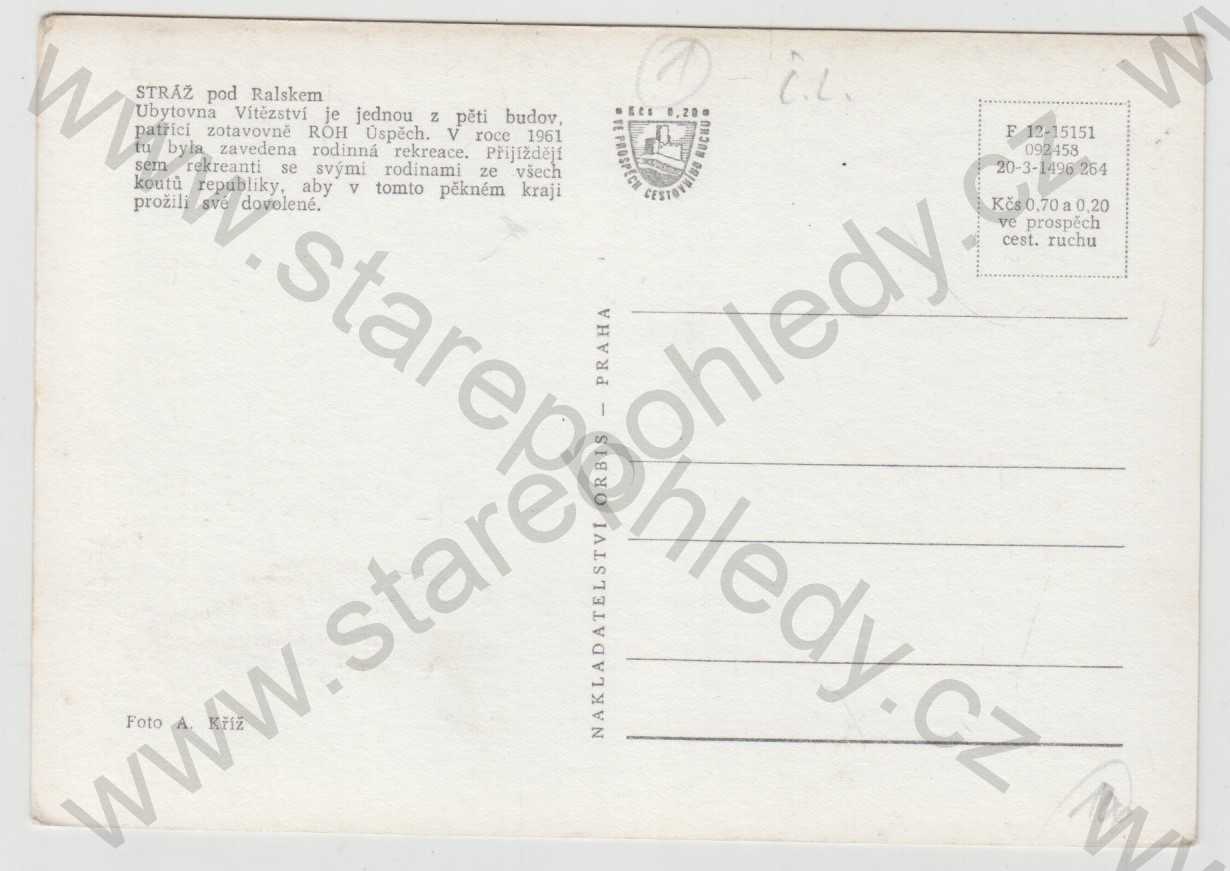 STRÁŽ pod Ralskem
Ubytovna Vítězství je jednou z pěti budov,
patřící zotavovně ROH Úspěch. V roce 1961
tu byla zavedena rodinná rekreace. Přijíždějí
sem rekreanti se svými rodinami ze všech
koutů republiky, aby v tomto pěkném kraji
prožili své dovolené.
Foto A. Kříž
1
č.L.
Kčs 0,20
VE PROSPĚCH CESTOVNÍHO RUCHU
F 12-15151
092458
20-3-1496 264
Kčs 0,70 a 0,20
ve prospěch
cest. ruchu
NAKLADATELSTVÍ ORBIS — PRAHA
www.starepohledy.cz
www.starepohledy.cz